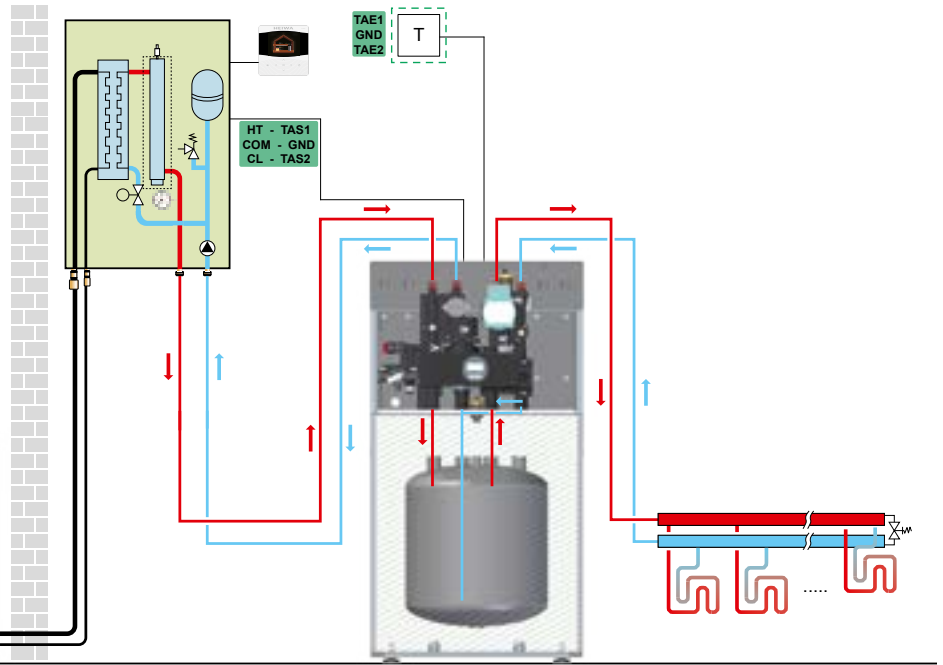 TAE1
GND
TAE2
T
HT - TAS1
COM - GND
CL - TAS2
.....